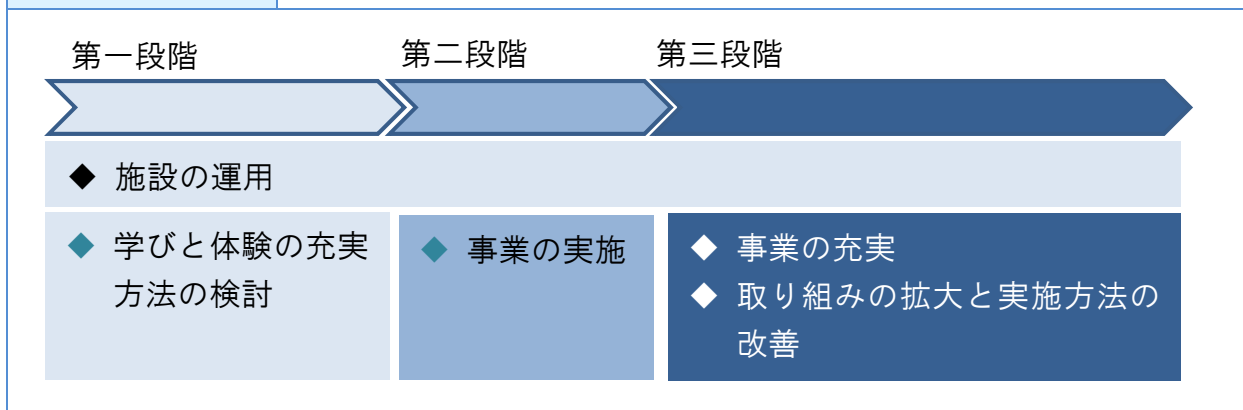 第一段階
第二段階
第三段階
◆ 施設の運用
◆ 学びと体験の充実
方法の検討
◆ 事業の実施
◆ 事業の充実
◆ 取り組みの拡大と実施方法の
改善